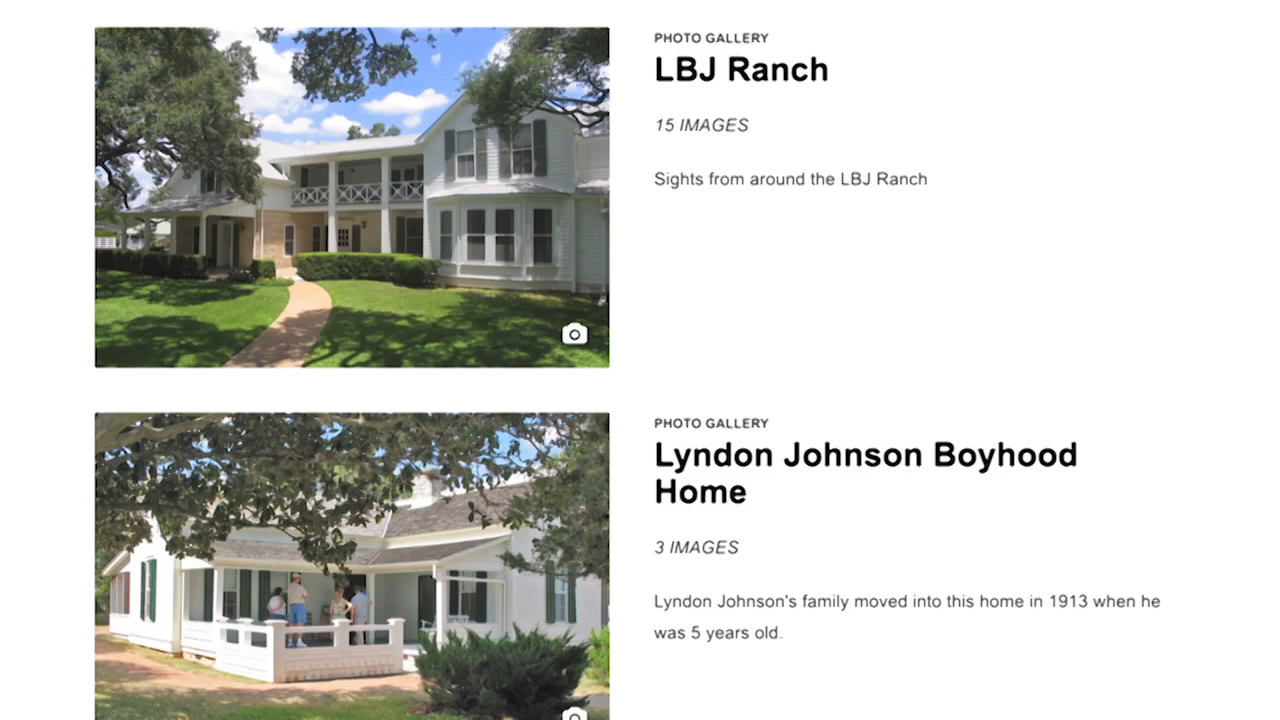 PHOTO GALLERY
LBJ Ranch
15 IMAGES
Sights from around the LBJ Ranch
PHOTO GALLERY
Lyndon Johnson Boyhood
Home
3 IMAGES
Lyndon Johnson's family moved into this home in 1913 when he
was 5 years old.